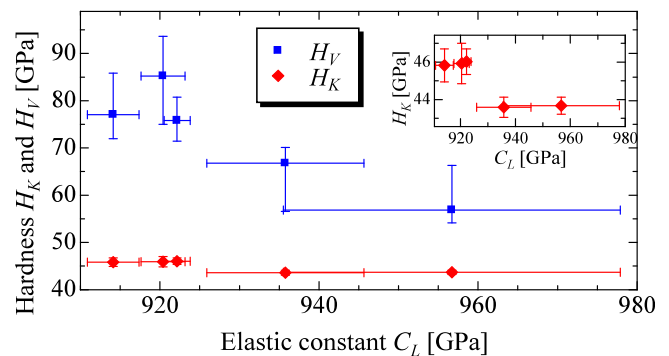 Hardness H_K and H_V [GPa]
90
80
70
60
50
40
920
940
960
980
Elastic constant C_L [GPa]
H_V
H_K
H_K [GPa]
46
44
920
940
960
980
C_L [GPa]